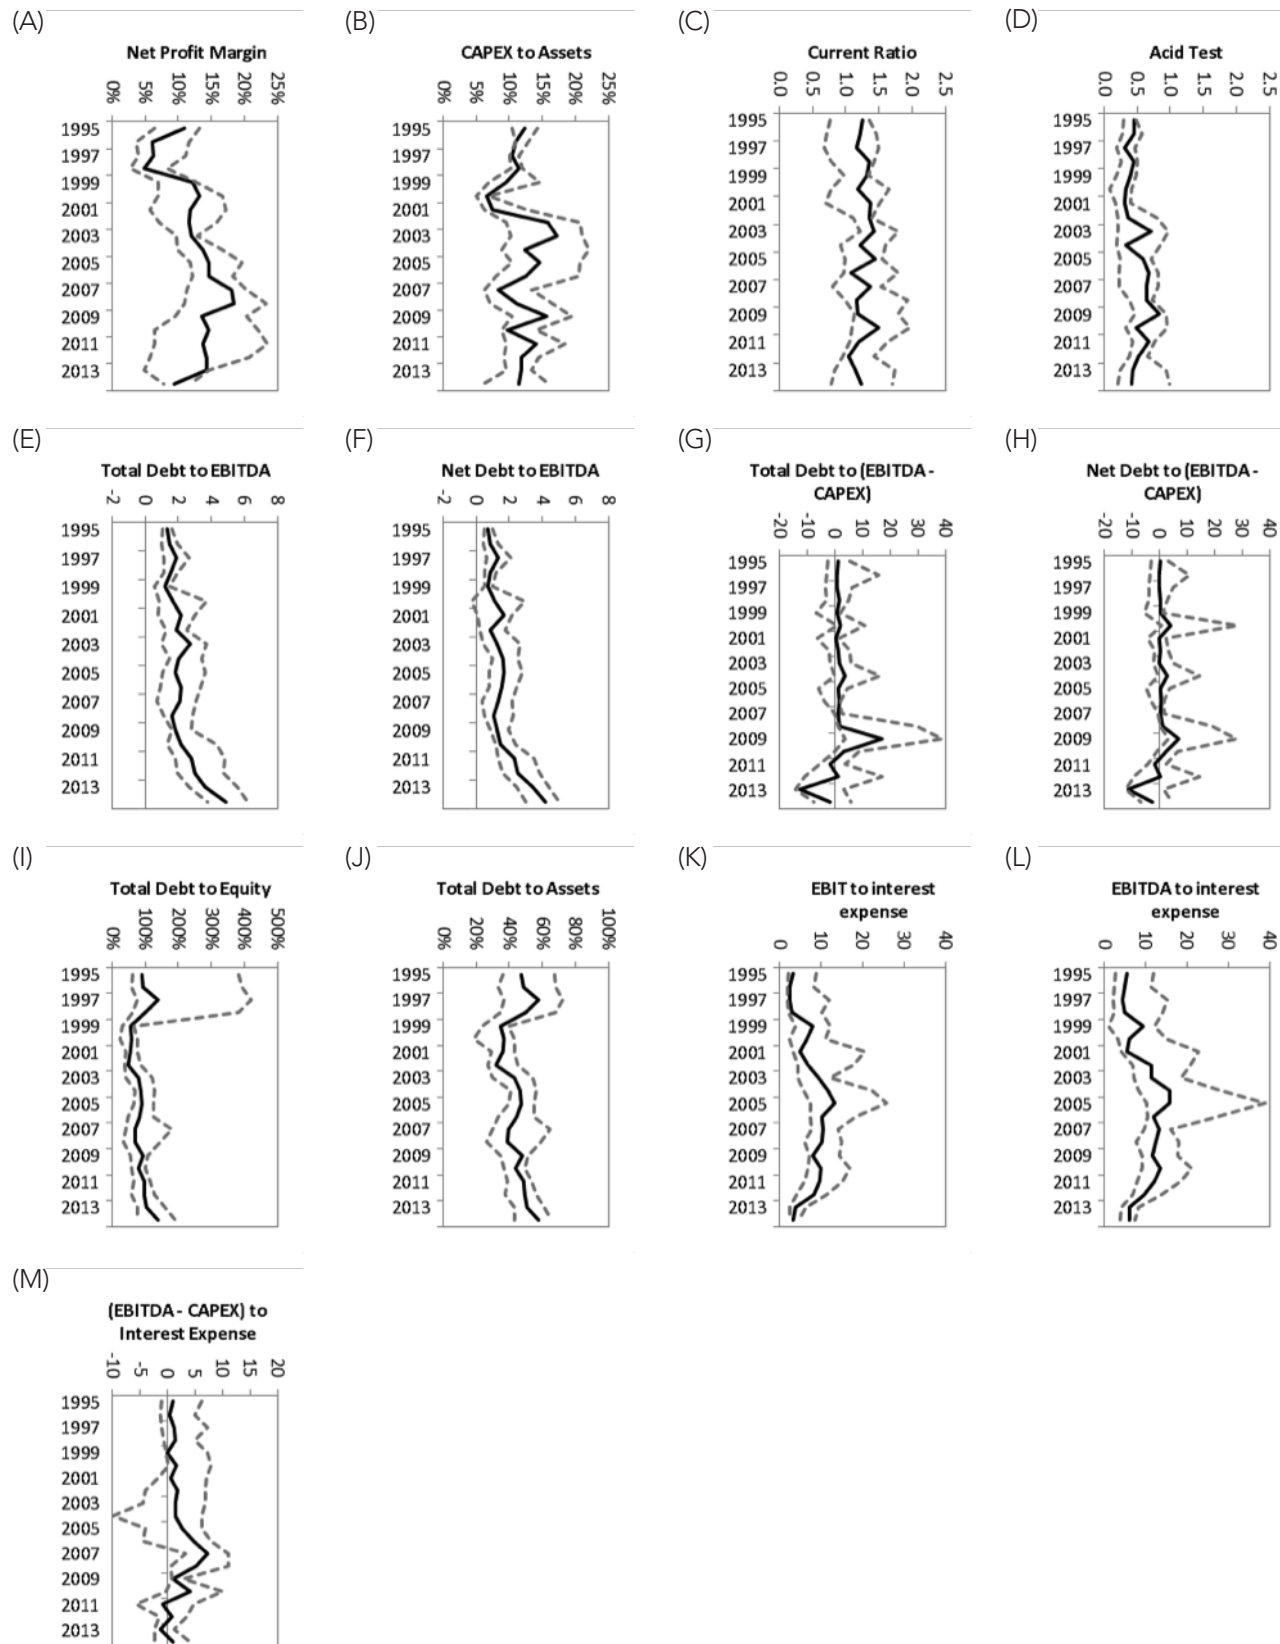 (A)
Net Profit Margin
0% 5% 10% 15% 20% 25%
1995
1997
1999
2001
2003
2005
2007
2009
2011
2013
(B)
CAPEX to Assets
0% 5% 10% 15% 20% 25%
1995
1997
1999
2001
2003
2005
2007
2009
2011
2013
(C)
Current Ratio
0.0 0.5 1.0 1.5 2.0 2.5
1995
1997
1999
2001
2003
2005
2007
2009
2011
2013
(D)
Acid Test
0.0 0.5 1.0 1.5 2.0 2.5
1995
1997
1999
2001
2003
2005
2007
2009
2011
2013
(E)
Total Debt to EBITDA
-2 0 2 4 6 8
1995
1997
1999
2001
2003
2005
2007
2009
2011
2013
(F)
Net Debt to EBITDA
-2 0 2 4 6 8
1995
1997
1999
2001
2003
2005
2007
2009
2011
2013
(G)
Total Debt to (EBITDA -
CAPEX)
-20 -10 0 10 20 30 40
1995
1997
1999
2001
2003
2005
2007
2009
2011
2013
(H)
Net Debt to (EBITDA -
CAPEX)
-20 -10 0 10 20 30 40
1995
1997
1999
2001
2003
2005
2007
2009
2011
2013
(I)
Total Debt to Equity
0% 100% 200% 300% 400% 500%
1995
1997
1999
2001
2003
2005
2007
2009
2011
2013
(J)
Total Debt to Assets
0% 20% 40% 60% 80% 100%
1995
1997
1999
2001
2003
2005
2007
2009
2011
2013
(K)
EBIT to interest
expense
0 10 20 30 40
1995
1997
1999
2001
2003
2005
2007
2009
2011
2013
(L)
EBITDA to interest
expense
0 10 20 30 40
1995
1997
1999
2001
2003
2005
2007
2009
2011
2013
(M)
(EBITDA - CAPEX) to
Interest Expense
-10 -5 0 5 10 20
1995
1997
1999
2001
2003
2005
2007
2009
2011
2013